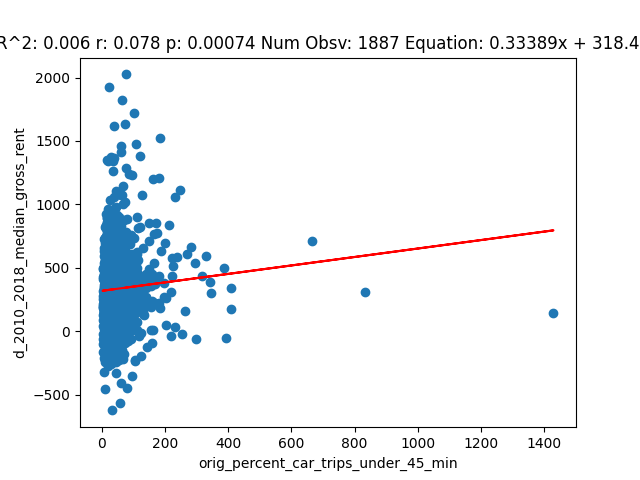 R^2: 0.006 r: 0.078 p: 0.00074 Num Obsv: 1887 Equation: 0.33389x + 318.4
2000
1500
1000
500
0
−500
d_2010_2018_median_gross_rent
0 200 400 600 800 1000 1200 1400
orig_percent_car_trips_under_45_min